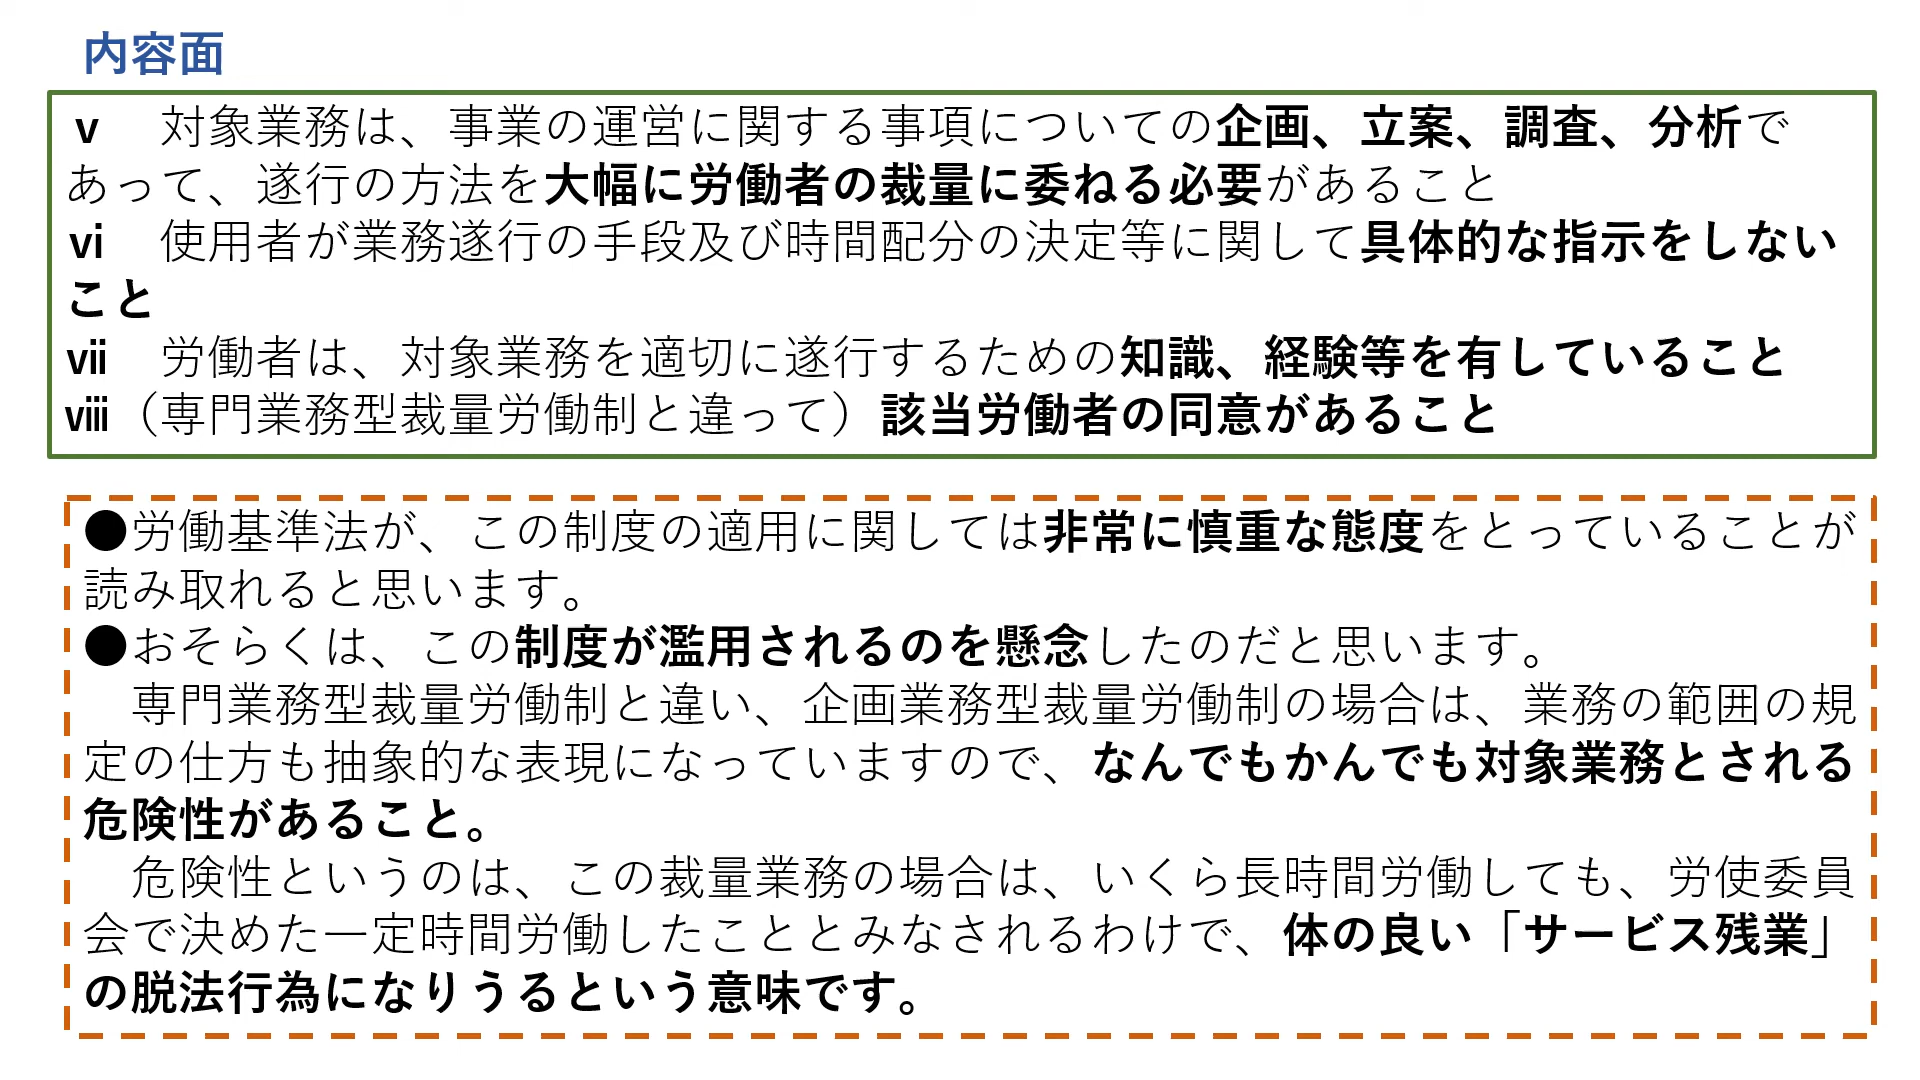 内容面
ⅴ　対象業務は、事業の運営に関する事項についての企画、立案、調査、分析で
あって、遂行の方法を大幅に労働者の裁量に委ねる必要があること
ⅵ　使用者が業務遂行の手段及び時間配分の決定等に関して具体的な指示をしない
こと
ⅶ　労働者は、対象業務を適切に遂行するための知識、経験等を有していること
ⅷ（専門業務型裁量労働制と違って）該当労働者の同意があること
●労働基準法が、この制度の適用に関しては非常に慎重な態度をとっていることが
読み取れると思います。
●おそらくは、この制度が濫用されるのを懸念したのだと思います。
　専門業務型裁量労働制と違い、企画業務型裁量労働制の場合は、業務の範囲の規
定の仕方も抽象的な表現になっていますので、なんでもかんでも対象業務とされる
危険性があること。
　危険性というのは、この裁量業務の場合は、いくら長時間労働しても、労使委員
会で決めた一定時間労働したこととみなされるわけで、体の良い「サービス残業」
の脱法行為になりうるという意味です。